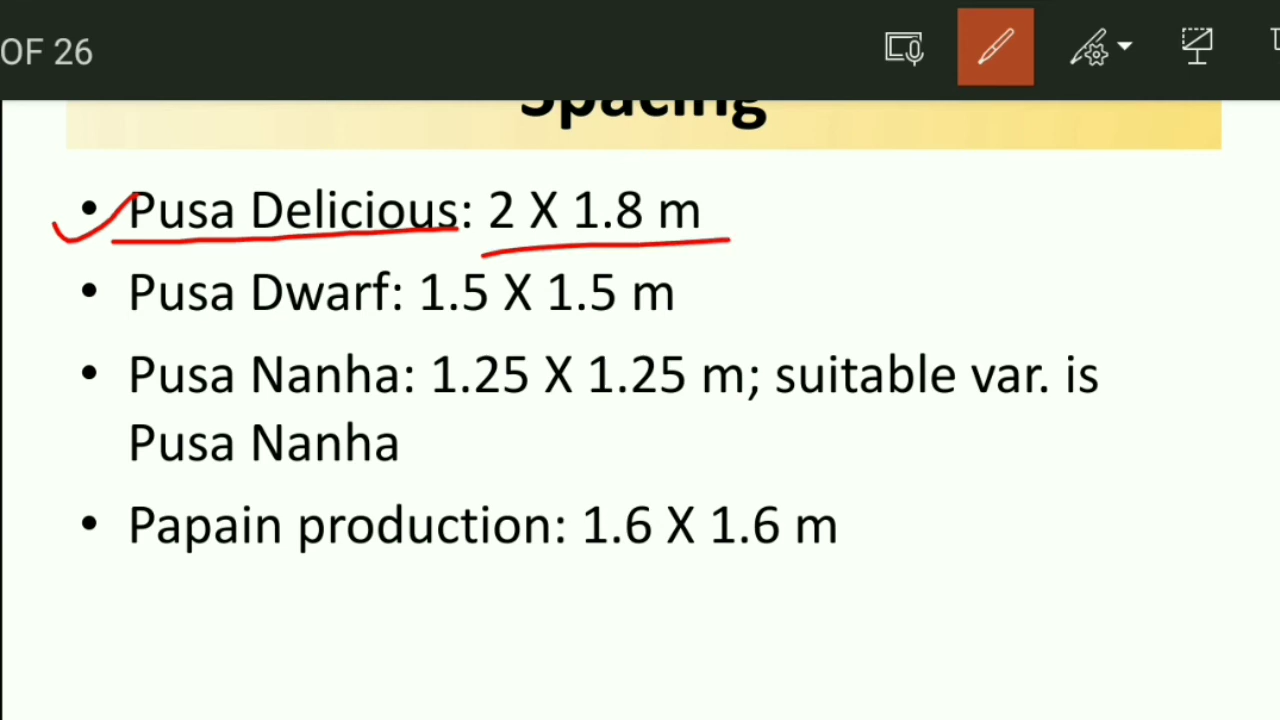 OF 26
Spacing
• Pusa Delicious: 2 X 1.8 m
• Pusa Dwarf: 1.5 X 1.5 m
• Pusa Nanha: 1.25 X 1.25 m; suitable var. is
Pusa Nanha
• Papain production: 1.6 X 1.6 m